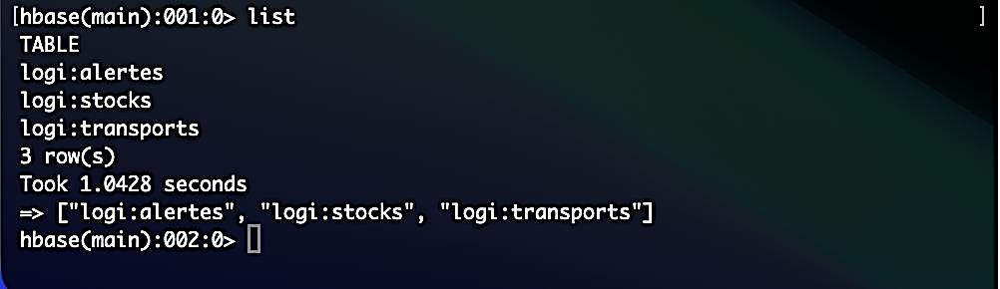 [hbase(main):001:0> list ]
TABLE
logi:alertes
logi:stocks
logi:transports
3 row(s)
Took 1.0428 seconds
=> ["logi:alertes", "logi:stocks", "logi:transports"]
hbase(main):002:0>